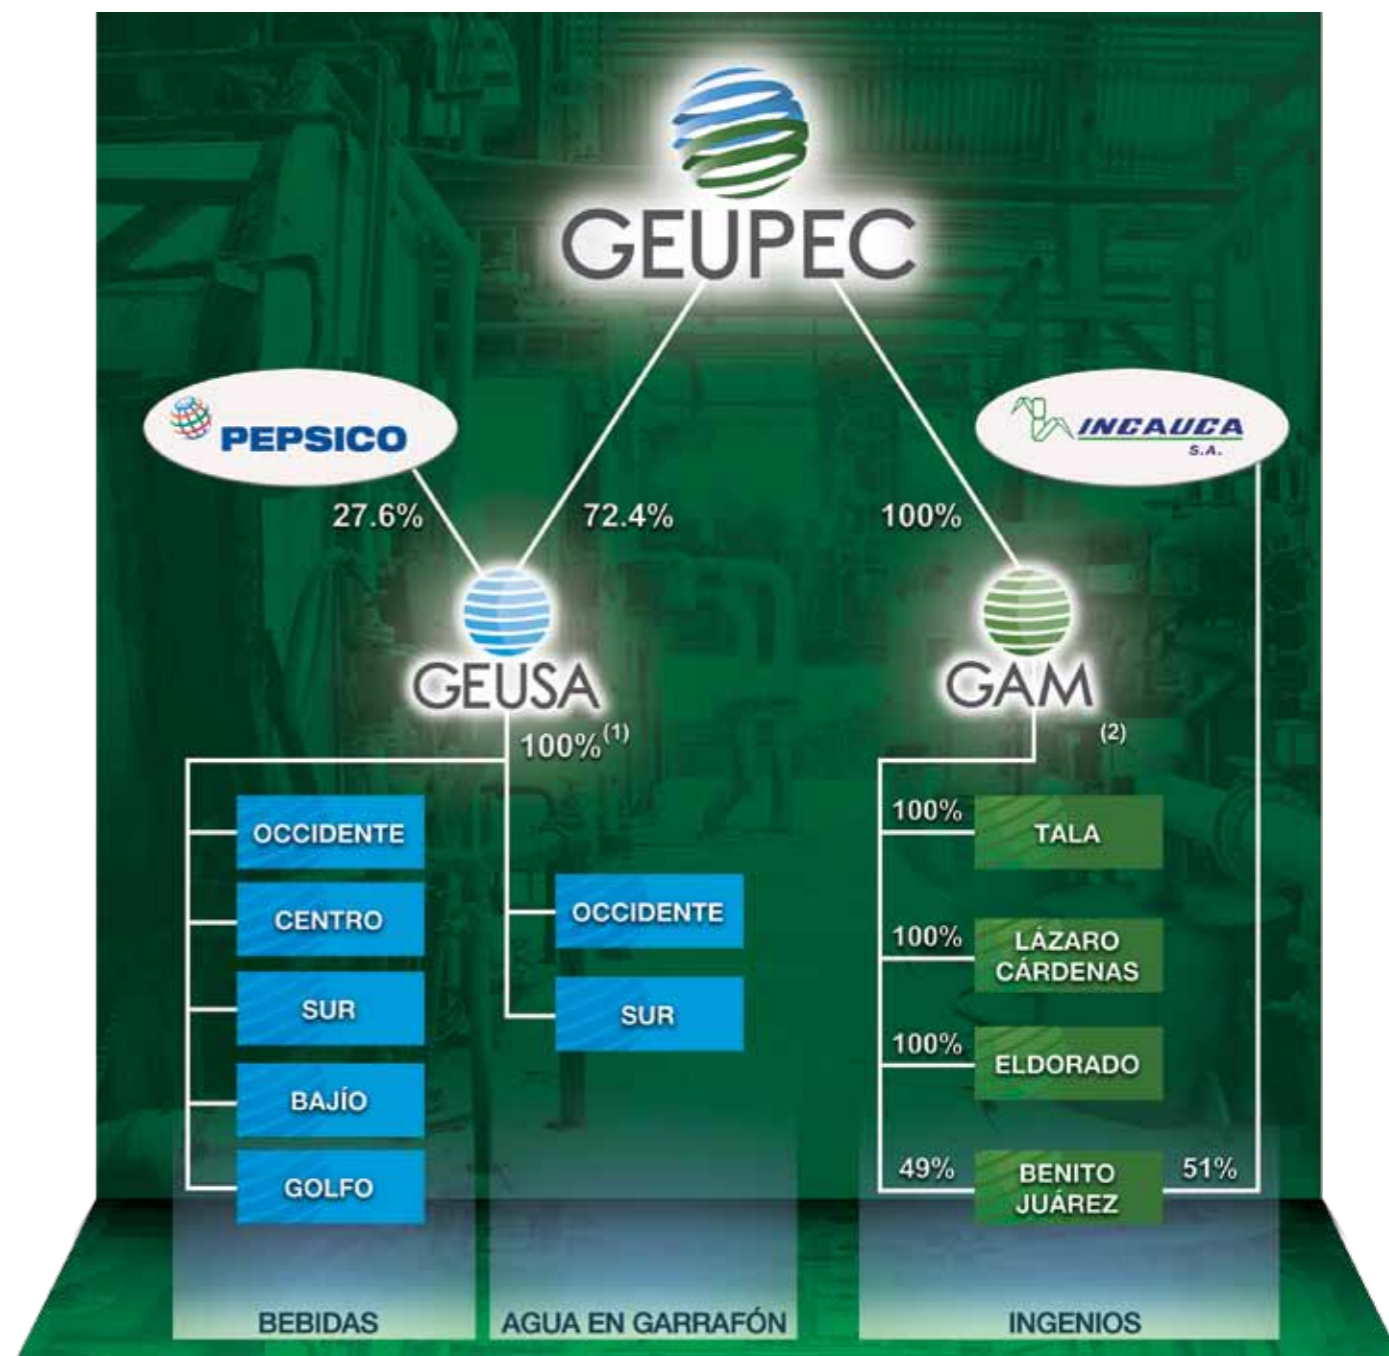 GEUPEC
PEPSICO
INCAUCA
S.A.
27.6%
72.4%
100%
GEUSA
GAM
100%(1)
(2)
OCCIDENTE
CENTRO
SUR
BAJÍO
GOLFO
OCCIDENTE
SUR
100%
TALA
100%
LÁZARO
CÁRDENAS
100%
ELDORADO
49%
BENITO
JUÁREZ
51%
BEBIDAS
AGUA EN GARRAFÓN
INGENIOS